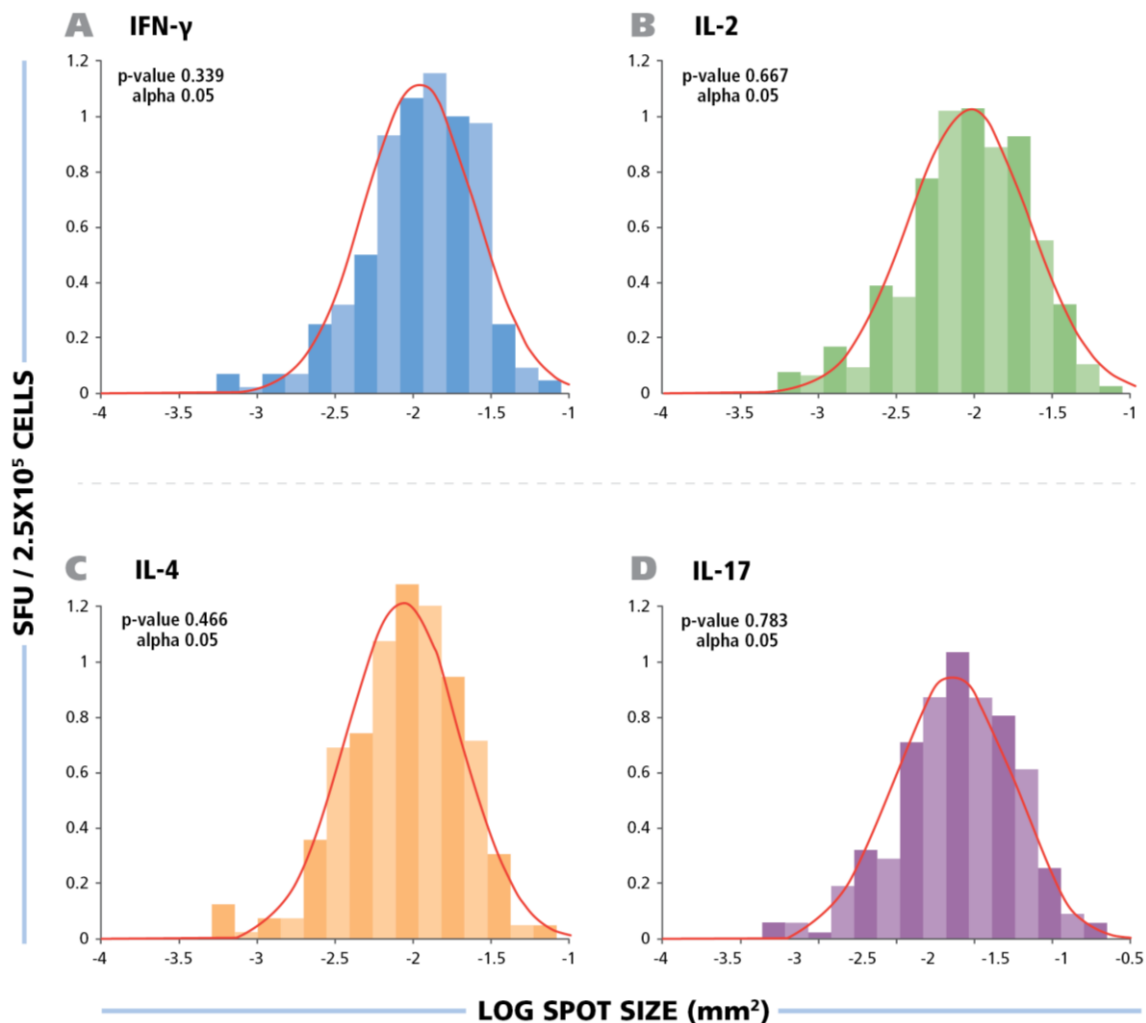 A IFN-γ
p-value 0.339
alpha 0.05
1.2
1
0.8
0.6
0.4
0.2
0
-4 -3.5 -3 -2.5 -2 -1.5 -1
B IL-2
p-value 0.667
alpha 0.05
1.2
1
0.8
0.6
0.4
0.2
0
-4 -3.5 -3 -2.5 -2 -1.5 -1
SFU / 2.5X10⁵ CELLS
C IL-4
p-value 0.466
alpha 0.05
1.2
1
0.8
0.6
0.4
0.2
0
-4 -3.5 -3 -2.5 -2 -1.5 -1
D IL-17
p-value 0.783
alpha 0.05
1.2
1
0.8
0.6
0.4
0.2
0
-4 -3.5 -3 -2.5 -2 -1.5 -1 -0.5
LOG SPOT SIZE (mm²)